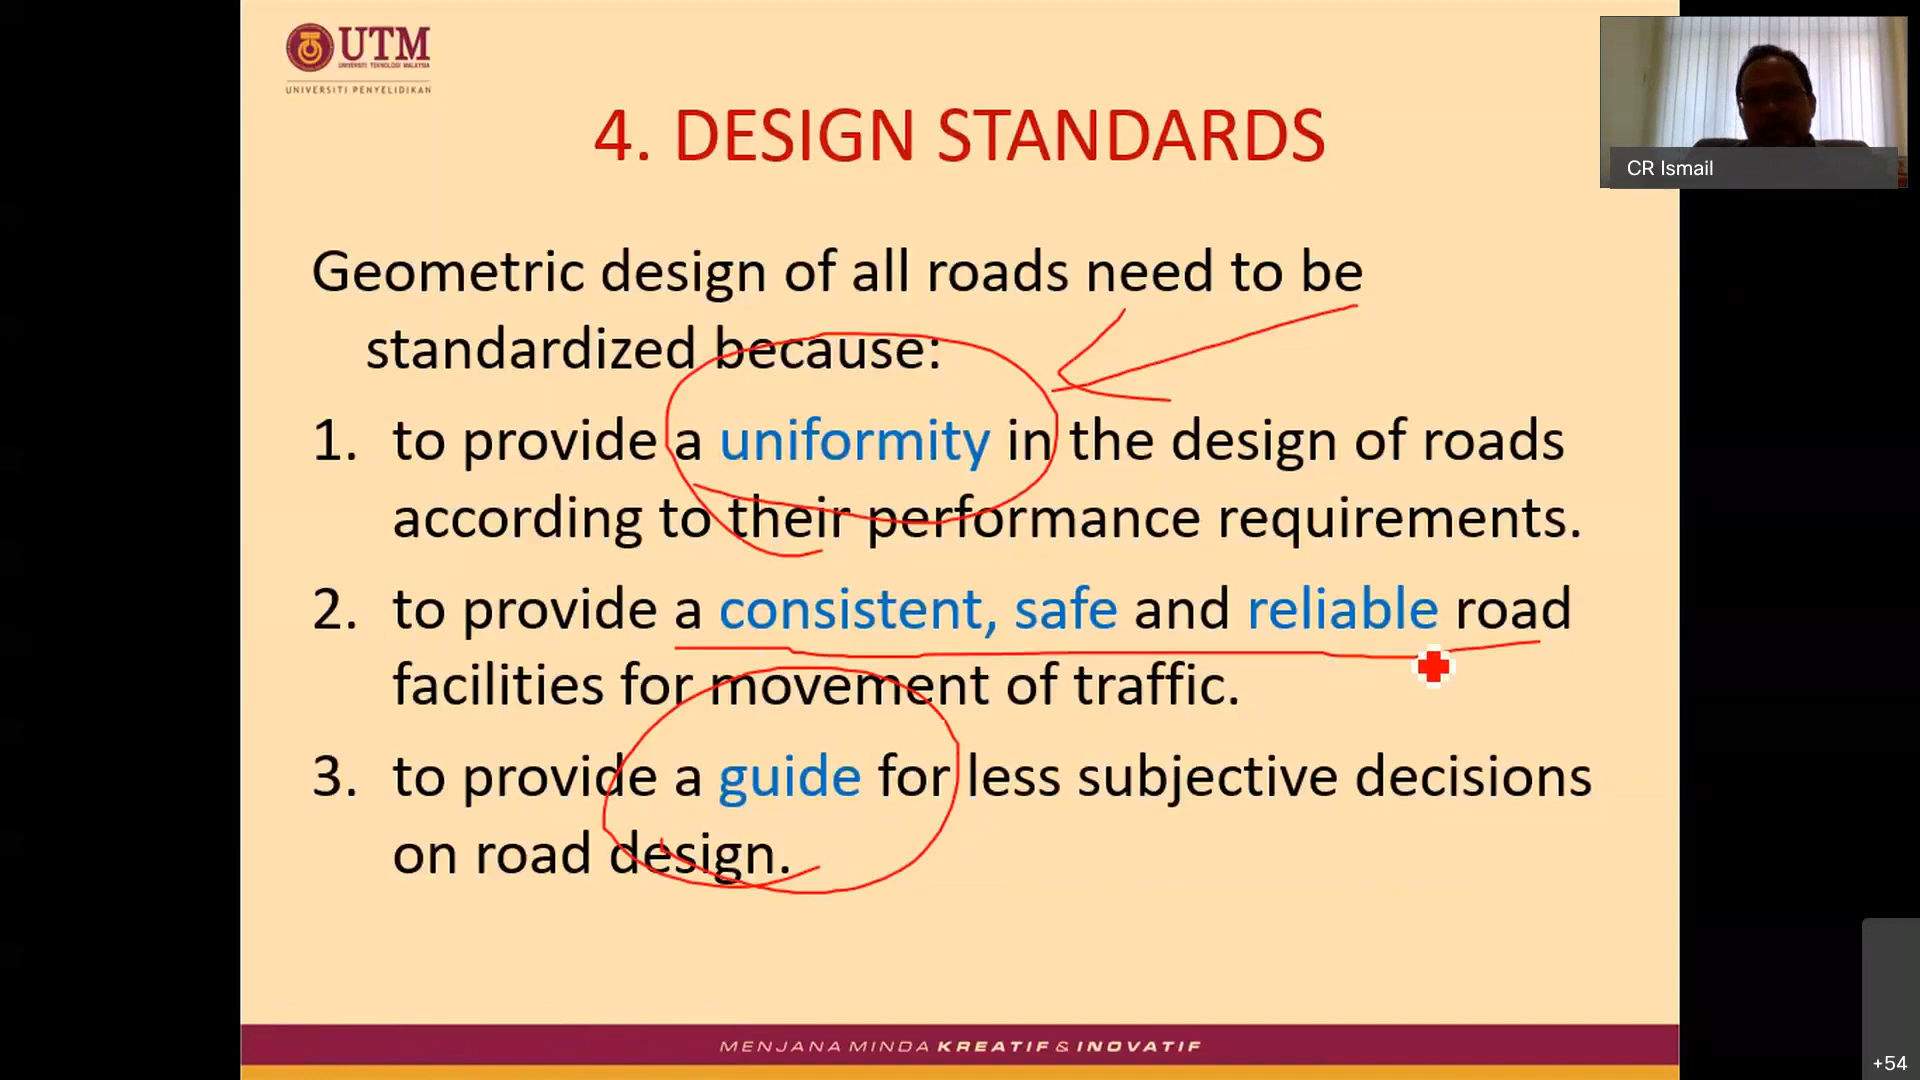 UTM
UNIVERSITI TEKNOLOGI MALAYSIA
UNIVERSITI PENYELIDIKAN
4. DESIGN STANDARDS
CR Ismail
Geometric design of all roads need to be
standardized because:
1. to provide a uniformity in the design of roads
according to their performance requirements.
2. to provide a consistent, safe and reliable road
facilities for movement of traffic.
3. to provide a guide for less subjective decisions
on road design.
MENJANA MINDA KREATIF & INOVATIF
+54